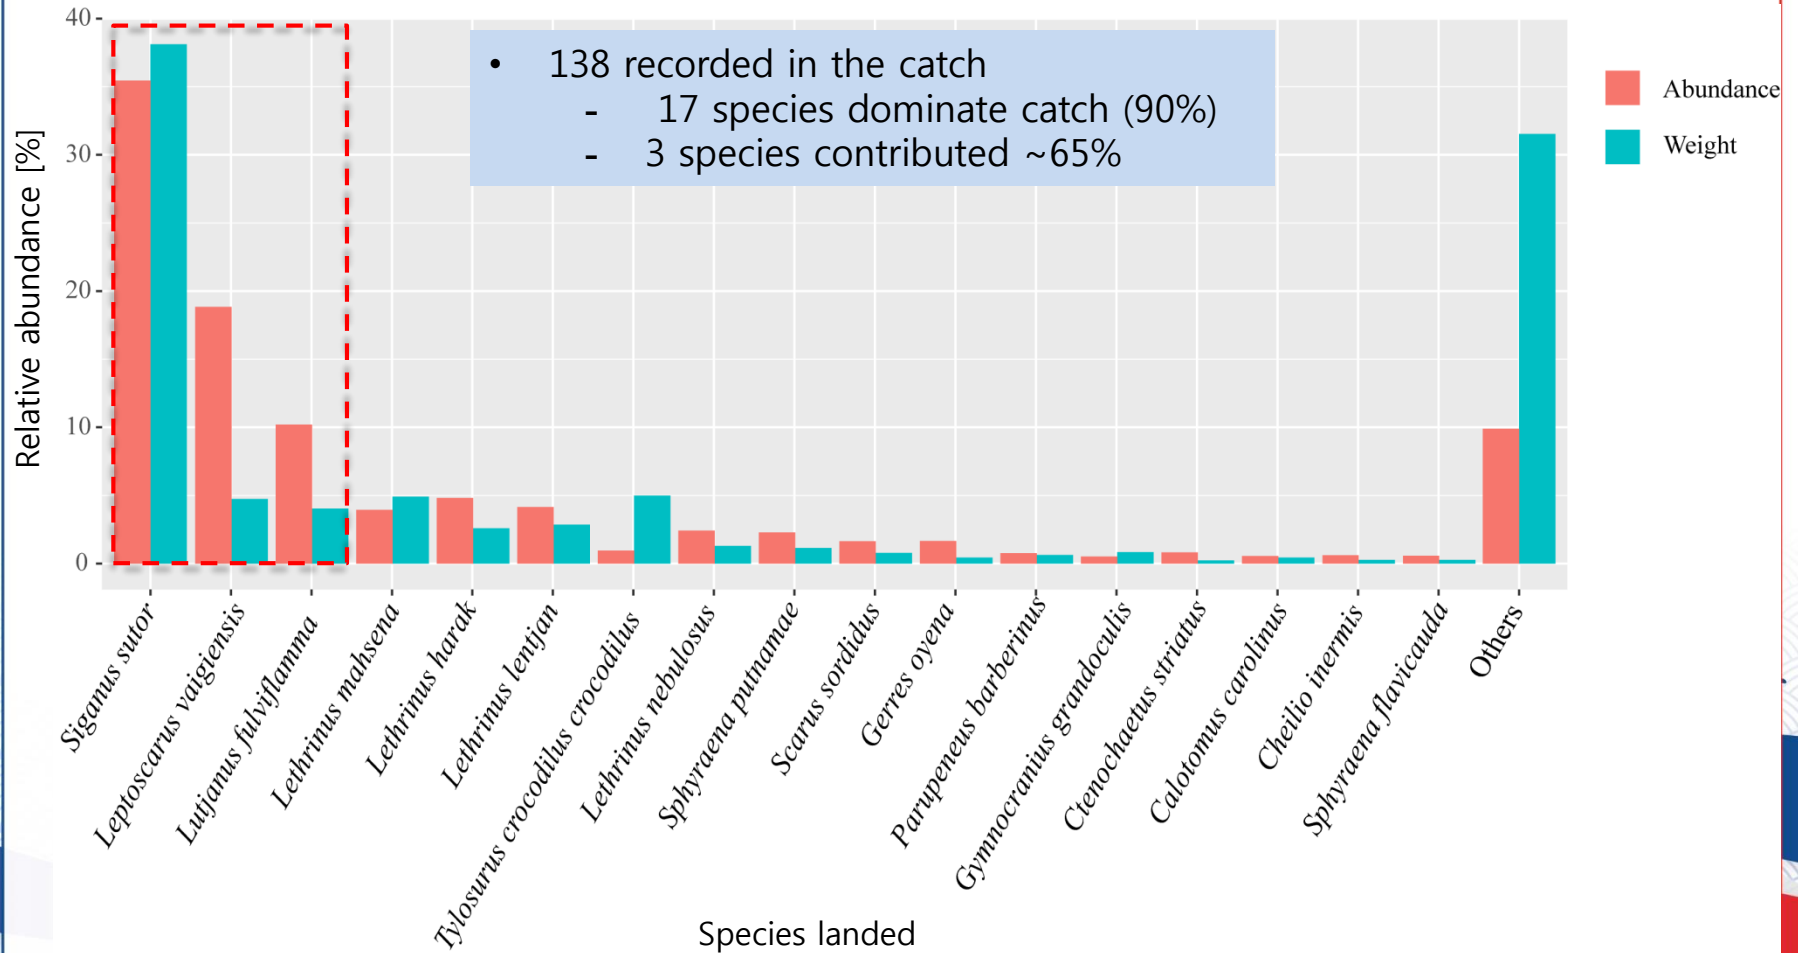 40
30
20
10
0
Relative abundance [%]
• 138 recorded in the catch
- 17 species dominate catch (90%)
- 3 species contributed ~65%
Abundance
Weight
Siganus sutor
Leptoscarus vaigiensis
Lutjanus fulviflamma
Lethrinus mahsena
Lethrinus harak
Lethrinus lentjan
Tylosurus crocodilus crocodilus
Lethrinus nebulosus
Sphyraena putnamae
Scarus sordidus
Gerres oyena
Parupeneus barberinus
Gymnocranius grandoculis
Ctenochaetus striatus
Calotomus carolinus
Cheilio inermis
Sphyraena flavicauda
Others
Species landed